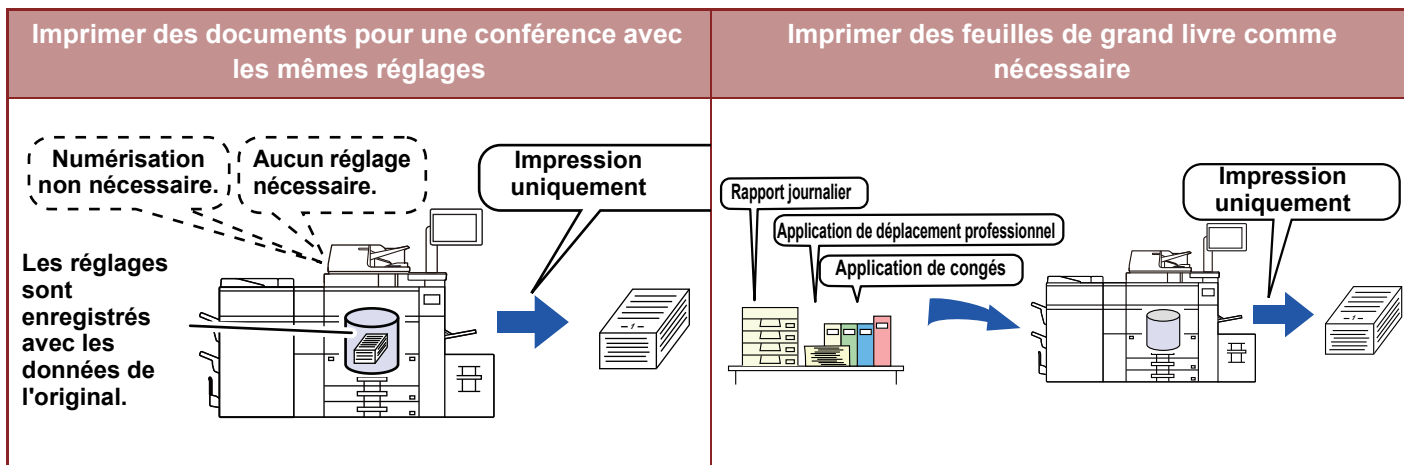 Imprimer des documents pour une conférence avec
les mêmes réglages
Numérisation
non nécessaire.
Aucun réglage
nécessaire.
Impression
uniquement
Les réglages
sont
enregistrés
avec les
données de
l'original.
-1-
Imprimer des feuilles de grand livre comme
nécessaire
Rapport journalier
Application de déplacement professionnel
Application de congés
Impression
uniquement
-1-